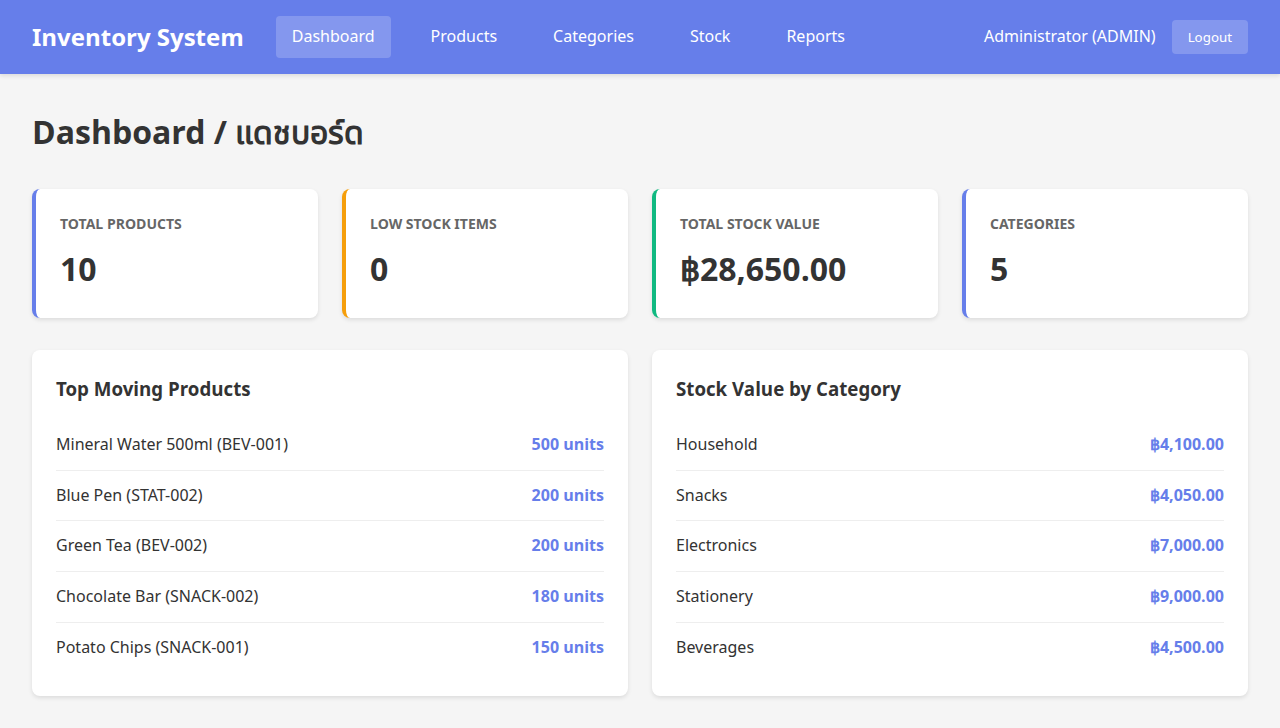 Inventory System
Dashboard
Products
Categories
Stock
Reports
Administrator (ADMIN)
Logout
Dashboard / แดชบอร์ด
TOTAL PRODUCTS
10
LOW STOCK ITEMS
0
TOTAL STOCK VALUE
฿28,650.00
CATEGORIES
5
Top Moving Products
Mineral Water 500ml (BEV-001) 500 units
Blue Pen (STAT-002) 200 units
Green Tea (BEV-002) 200 units
Chocolate Bar (SNACK-002) 180 units
Potato Chips (SNACK-001) 150 units
Stock Value by Category
Household ฿4,100.00
Snacks ฿4,050.00
Electronics ฿7,000.00
Stationery ฿9,000.00
Beverages ฿4,500.00